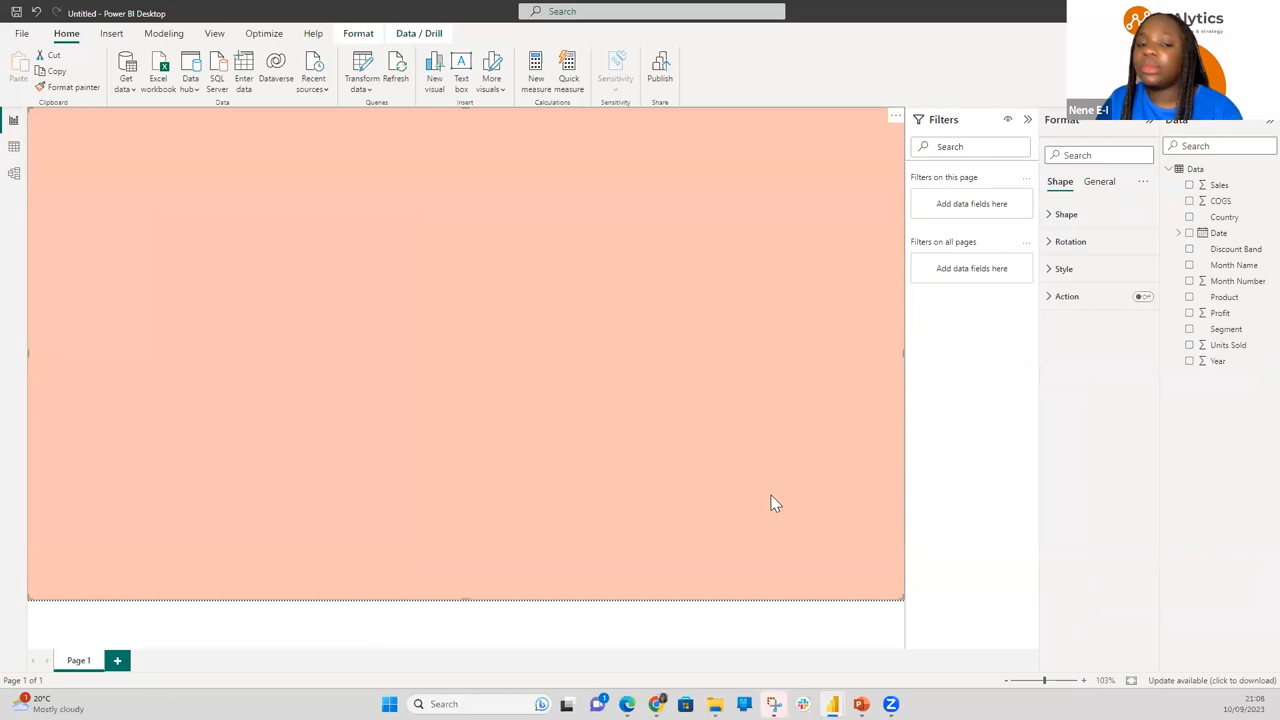 Untitled - Power BI Desktop
Search
File
Home
Insert
Modeling
View
Optimize
Help
Format
Data / Drill
Paste
Cut
Copy
Format painter
Clipboard
Get data
Excel workbook
Data hub
SQL Server
Enter data
Dataverse
Recent sources
Data
Transform data
Refresh
Queries
New visual
Text box
More visuals
Insert
New measure
Quick measure
Calculations
Sensitivity
Sensitivity
Publish
Share
Nene E-I
Filters
Search
Filters on this page
Add data fields here
Filters on all pages
Add data fields here
Format
Search
Shape
General
Shape
Rotation
Style
Action
Off
Data
Search
Data
Sales
COGS
Country
Date
Discount Band
Month Name
Month Number
Product
Profit
Segment
Units Sold
Year
Page 1
Page 1 of 1
103%
Update available (click to download)
1
20°C
Mostly cloudy
Search
1
21:08
10/09/2023